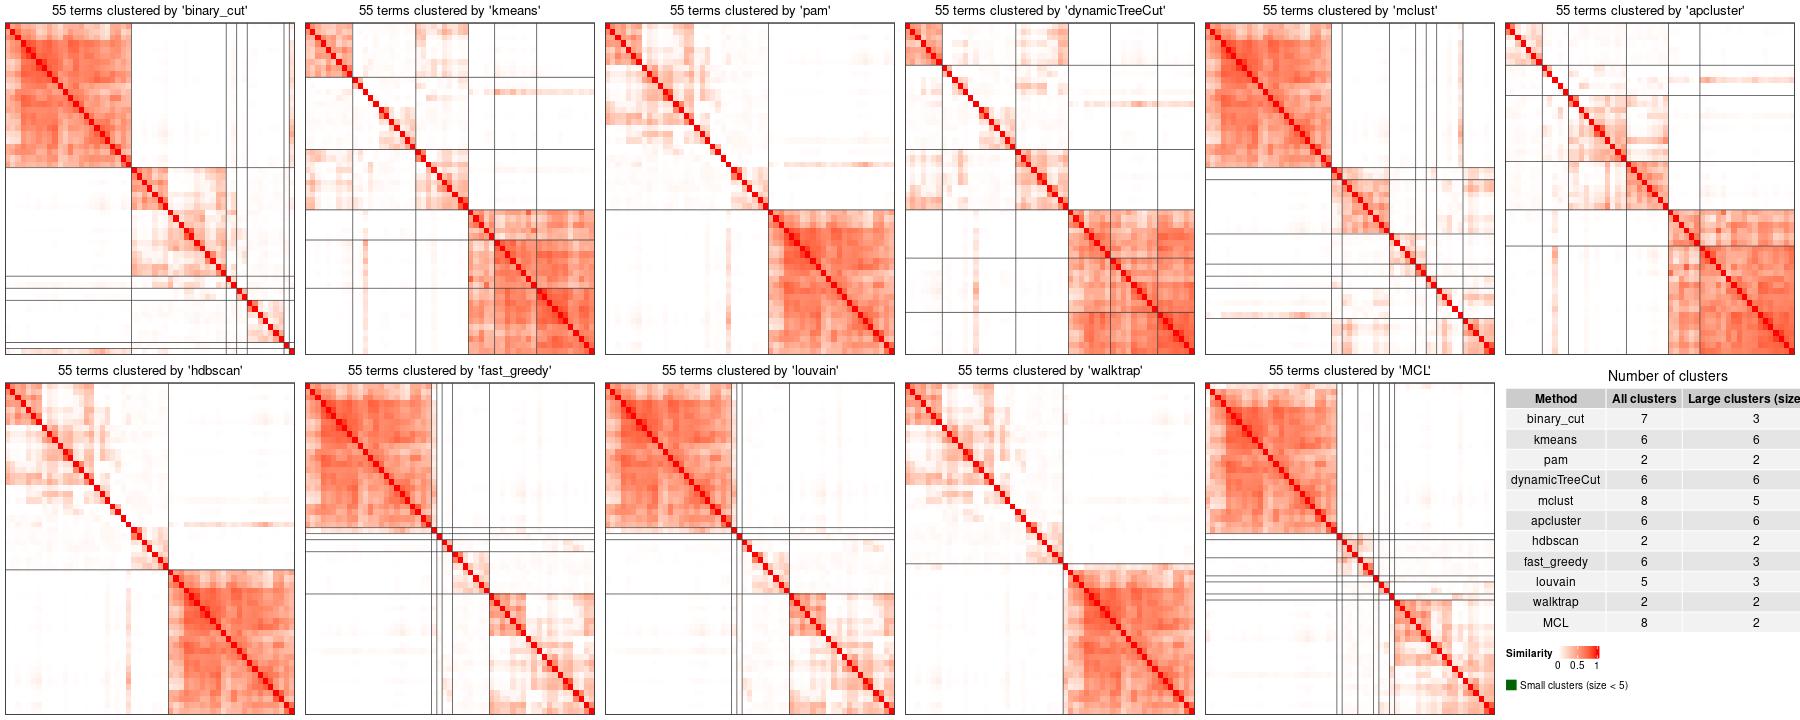 55 terms clustered by 'binary_cut'
55 terms clustered by 'kmeans'
55 terms clustered by 'pam'
55 terms clustered by 'dynamicTreeCut'
55 terms clustered by 'mclust'
55 terms clustered by 'apcluster'
55 terms clustered by 'hdbscan'
55 terms clustered by 'fast_greedy'
55 terms clustered by 'louvain'
55 terms clustered by 'walktrap'
55 terms clustered by 'MCL'
Number of clusters
Method All clusters Large clusters (size
binary_cut 7 3
kmeans 6 6
pam 2 2
dynamicTreeCut 6 6
mclust 8 5
apcluster 6 6
hdbscan 2 2
fast_greedy 6 3
louvain 5 3
walktrap 2 2
MCL 8 2
Similarity
0 0.5 1
Small clusters (size < 5)